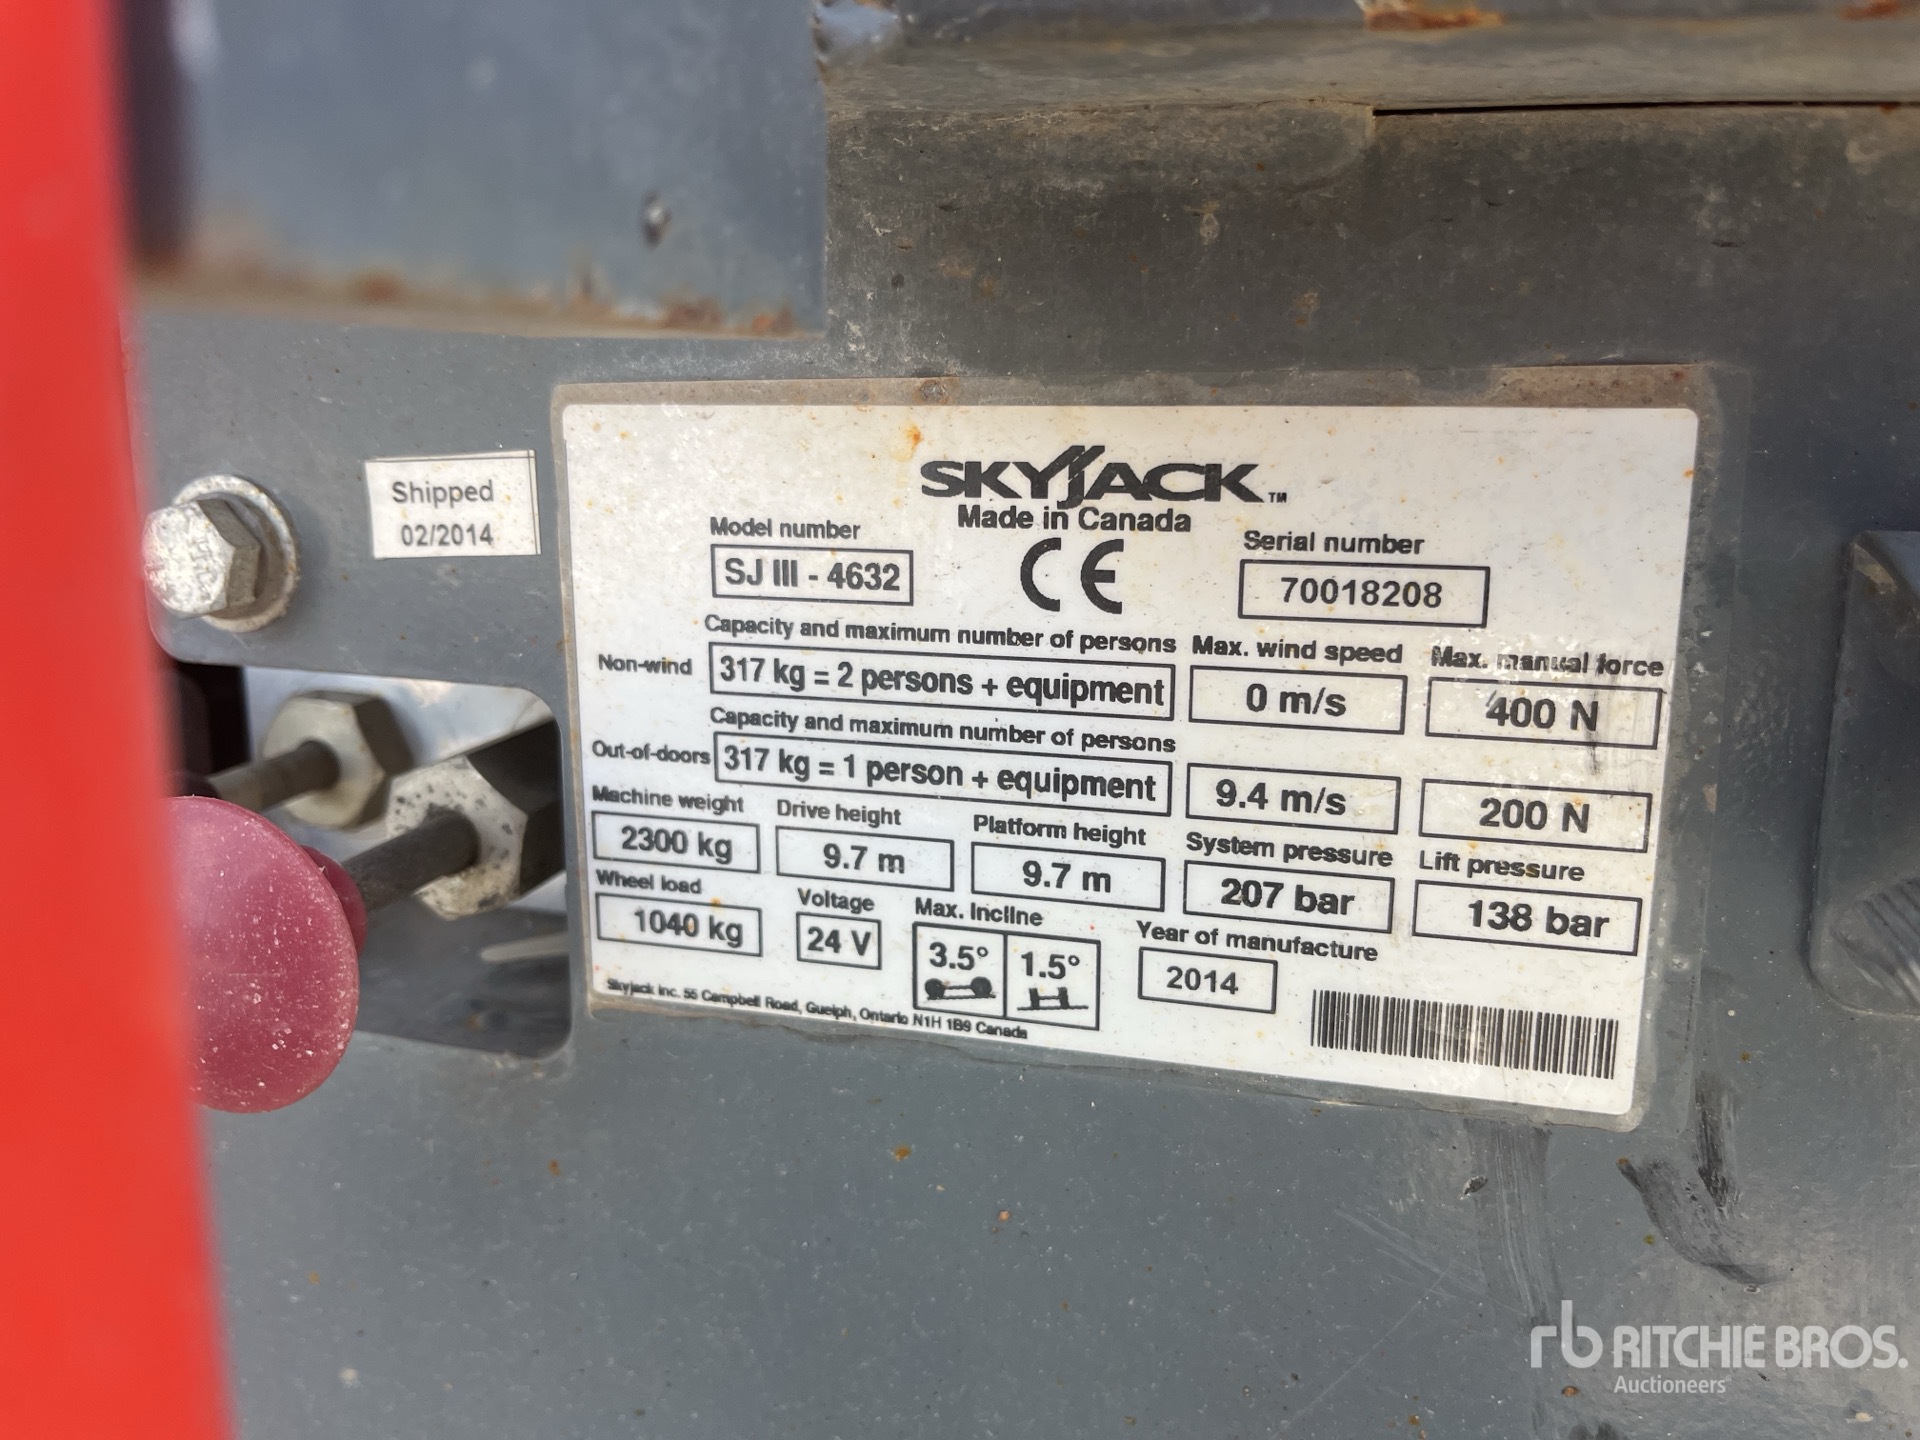 Shipped
02/2014
SKYJACK™
Made in Canada
CE
Model number
SJ III - 4632
Serial number
70018208
Capacity and maximum number of persons
Max. wind speed
Max. manual force
Non-wind
317 kg = 2 persons + equipment
0 m/s
400 N
Capacity and maximum number of persons
Out-of-doors
317 kg = 1 person + equipment
9.4 m/s
200 N
Machine weight
Drive height
Platform height
System pressure
Lift pressure
2300 kg
9.7 m
9.7 m
207 bar
138 bar
Wheel load
Voltage
Max. Incline
Year of manufacture
1040 kg
24 V
3.5°
1.5°
2014
Skyjack Inc. 55 Campbell Road, Guelph, Ontario N1H 1B9 Canada
rb RITCHIE BROS.
Auctioneers